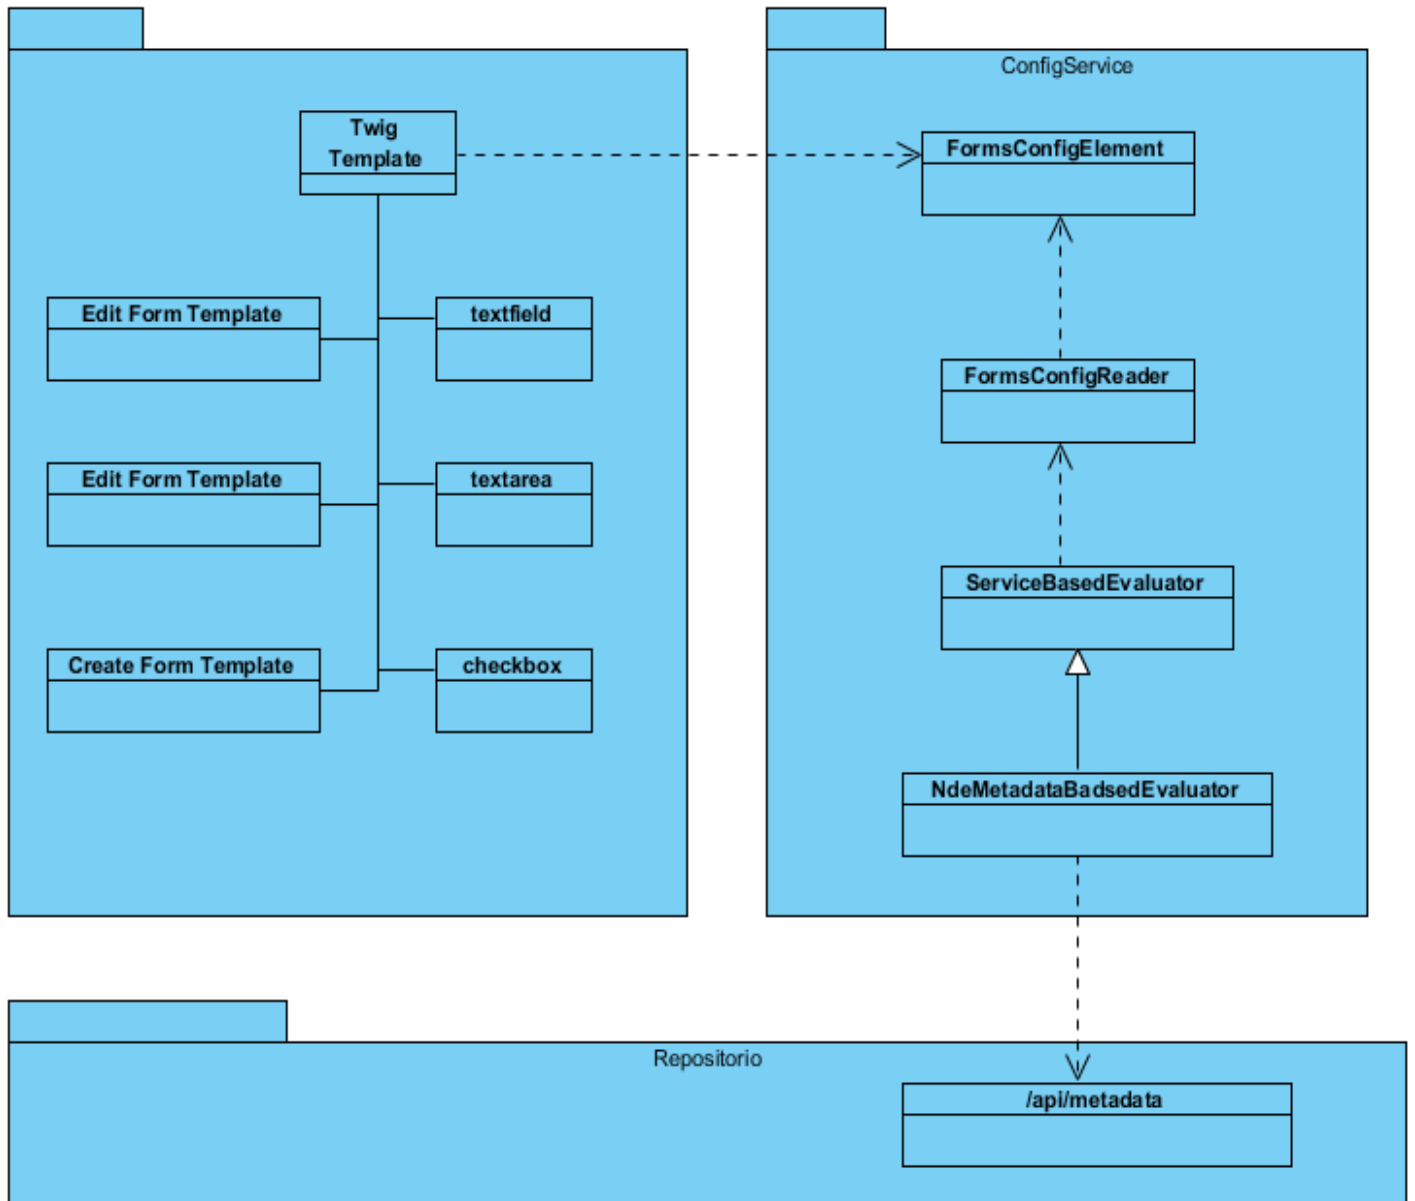 ConfigService
Twig
Template
FormsConfigElement
Edit Form Template
textfield
FormsConfigReader
Edit Form Template
textarea
ServiceBasedEvaluator
Create Form Template
checkbox
NdeMetadataBadsedEvaluator
Repositorio
/api/metadata